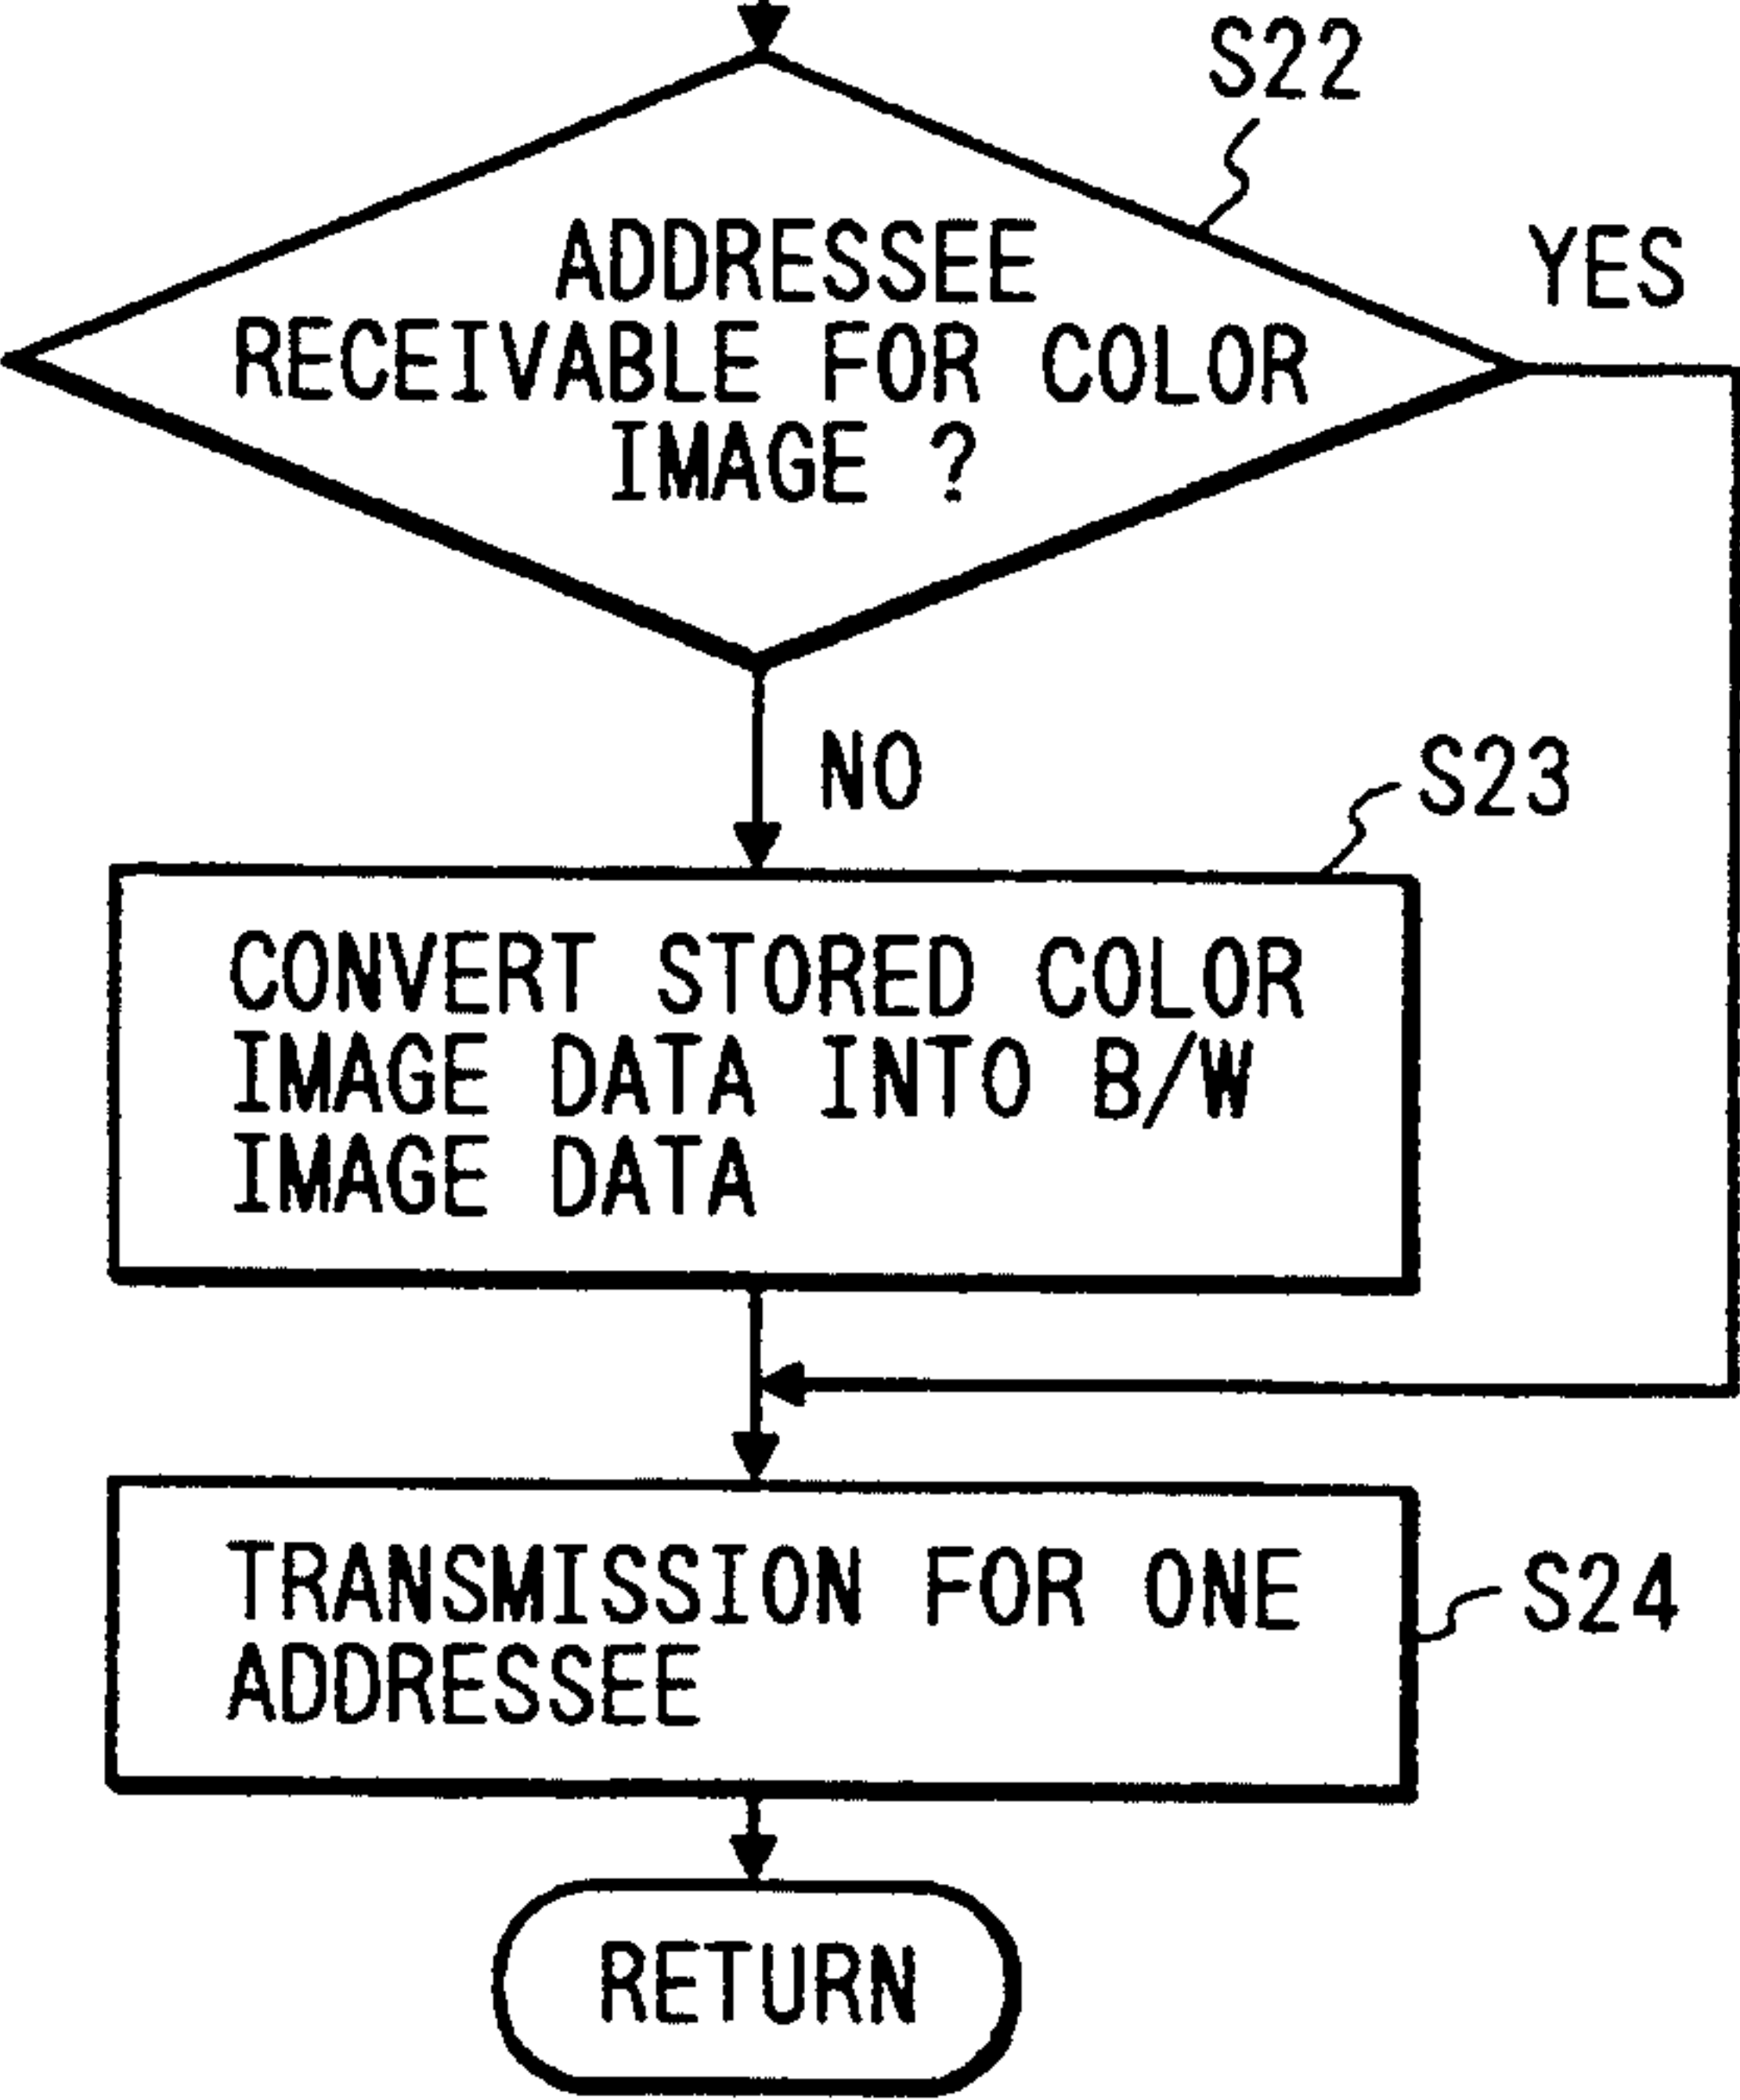 S22
ADDRESSEE
RECEIVABLE FOR COLOR
IMAGE ?
YES
NO
S23
CONVERT STORED COLOR
IMAGE DATA INTO B/W
IMAGE DATA
TRANSMISSION FOR ONE
ADDRESSEE
S24
RETURN